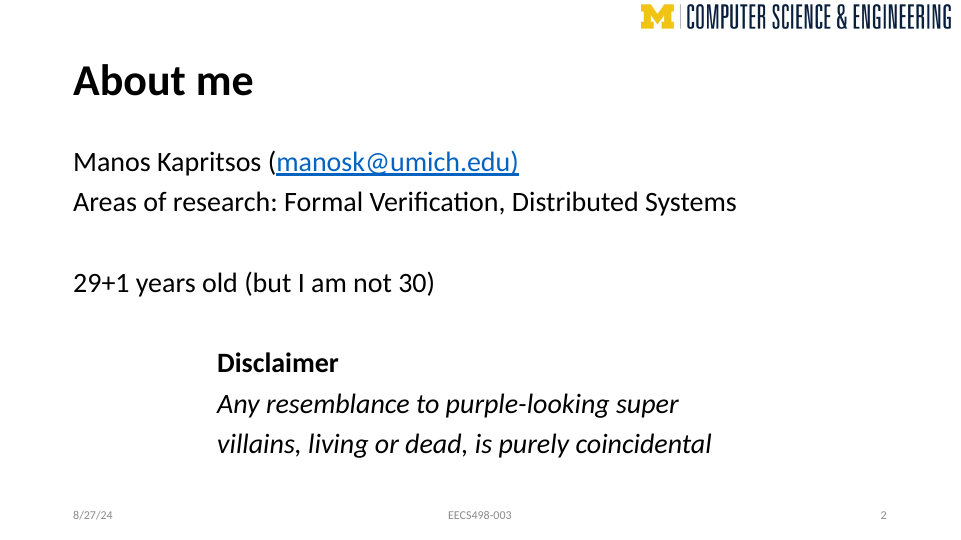 M | COMPUTER SCIENCE & ENGINEERING
About me
Manos Kapritsos (manosk@umich.edu)
Areas of research: Formal Verification, Distributed Systems
29+1 years old (but I am not 30)
Disclaimer
Any resemblance to purple-looking super
villains, living or dead, is purely coincidental
8/27/24 EECS498-003 2